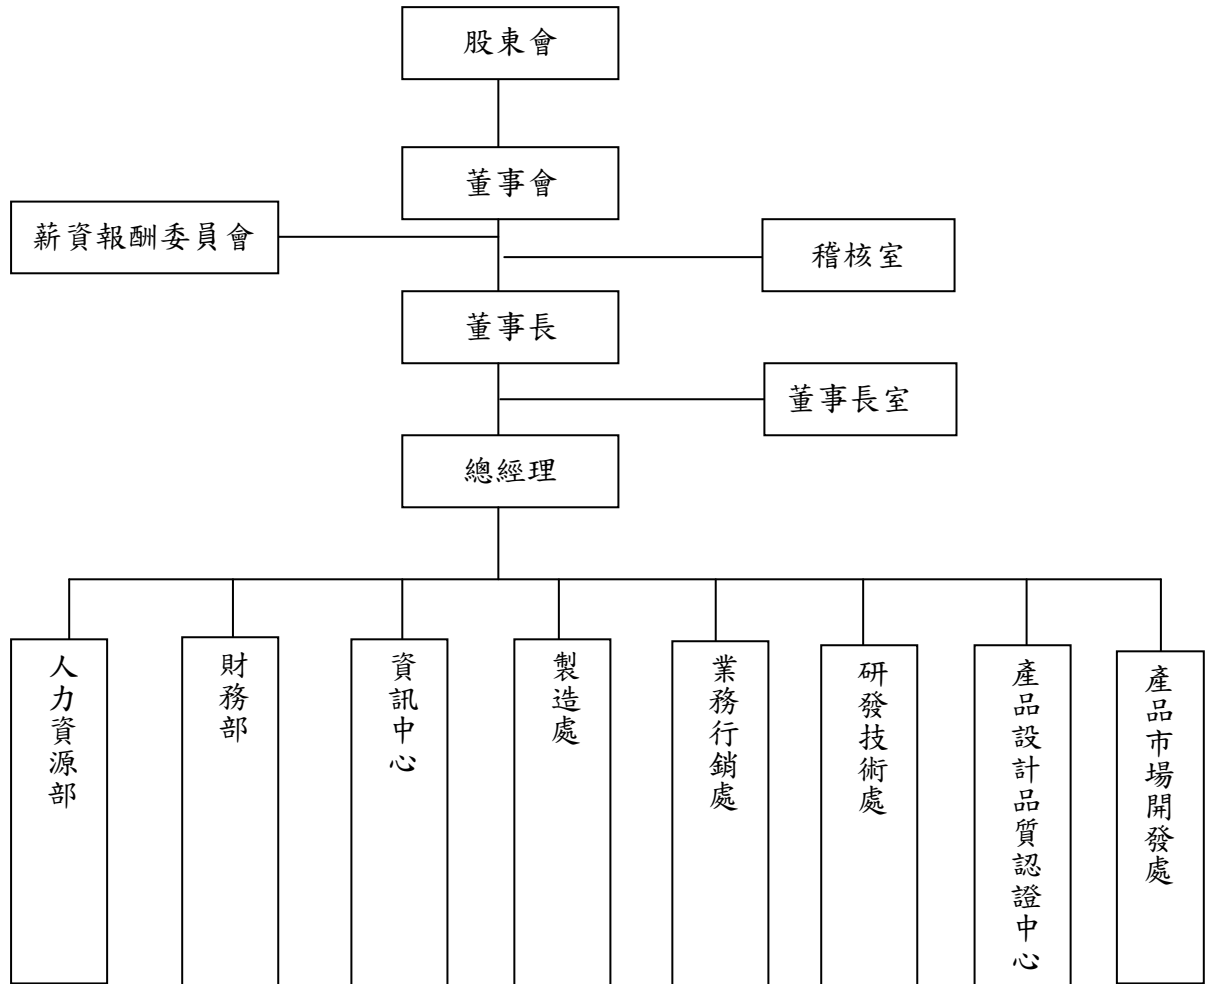 股東會
董事會
薪資報酬委員會
稽核室
董事長
董事長室
總經理
人力資源部
財務部
資訊中心
製造處
業務行銷處
研發技術處
產品設計品質認證中心
產品市場開發處